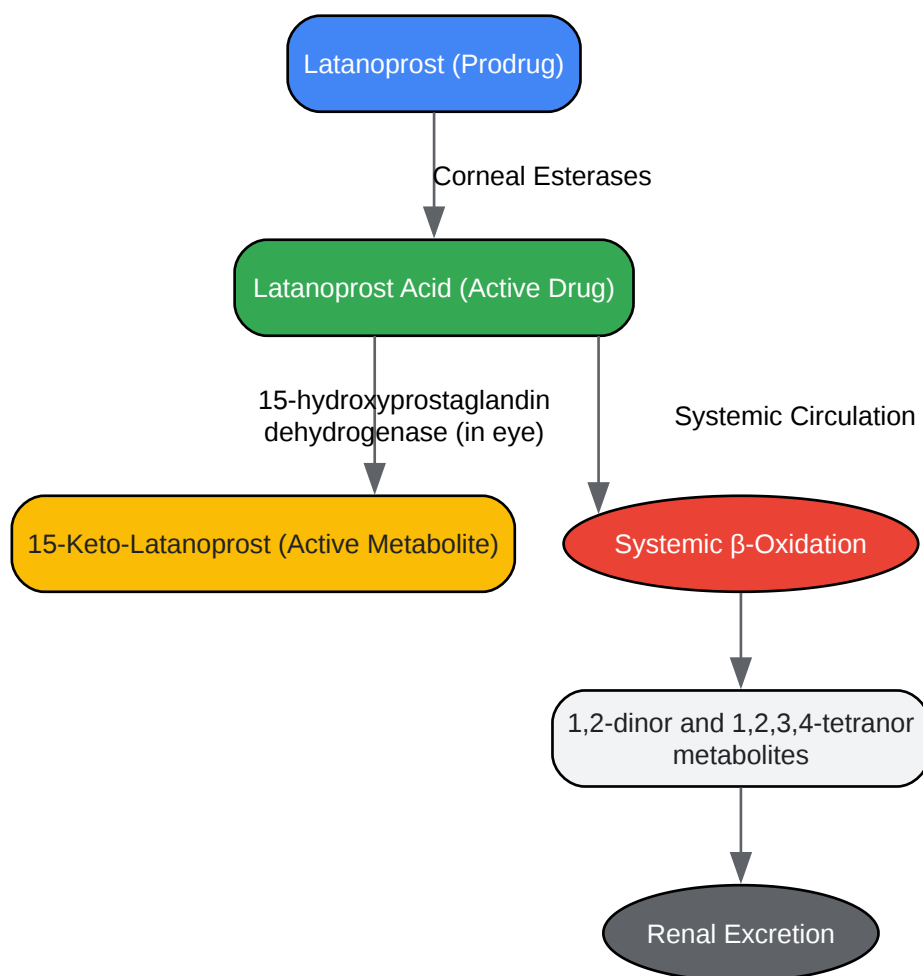 Latanoprost (Prodrug)
Corneal Esterases
Latanoprost Acid (Active Drug)
15-hydroxyprostaglandin
dehydrogenase (in eye)
Systemic Circulation
15-Keto-Latanoprost (Active Metabolite)
Systemic β-Oxidation
1,2-dinor and 1,2,3,4-tetranor
metabolites
Renal Excretion